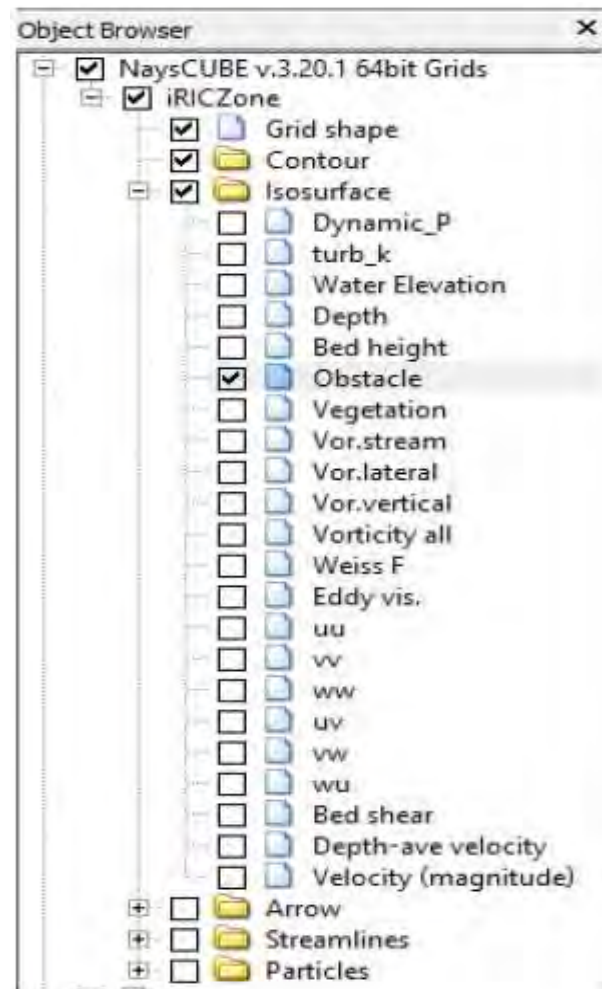 Object Browser
NaysCUBE v.3.20.1 64bit Grids
iRICZone
Grid shape
Contour
Isosurface
Dynamic_P
turb_k
Water Elevation
Depth
Bed height
Obstacle
Vegetation
Vor.stream
Vor.lateral
Vor.vertical
Vorticity all
Weiss F
Eddy vis.
uu
vv
ww
uv
vw
wu
Bed shear
Depth-ave velocity
Velocity (magnitude)
Arrow
Streamlines
Particles